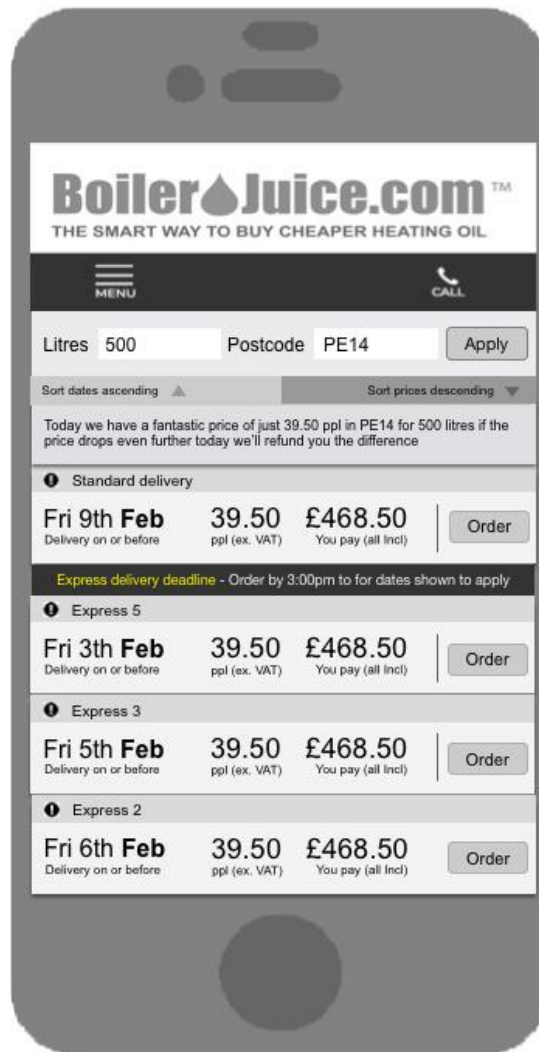 BoilerJuice.com™
THE SMART WAY TO BUY CHEAPER HEATING OIL
MENU CALL
Litres 500 Postcode PE14 Apply
Sort dates ascending Sort prices descending
Today we have a fantastic price of just 39.50 ppl in PE14 for 500 litres if the
price drops even further today we'll refund you the difference
Standard delivery
Fri 9th Feb 39.50 £468.50 Order
Delivery on or before ppl (ex. VAT) You pay (all Incl)
Express delivery deadline - Order by 3:00pm to for dates shown to apply
Express 5
Fri 3th Feb 39.50 £468.50 Order
Delivery on or before ppl (ex. VAT) You pay (all Incl)
Express 3
Fri 5th Feb 39.50 £468.50 Order
Delivery on or before ppl (ex. VAT) You pay (all Incl)
Express 2
Fri 6th Feb 39.50 £468.50 Order
Delivery on or before ppl (ex. VAT) You pay (all Incl)